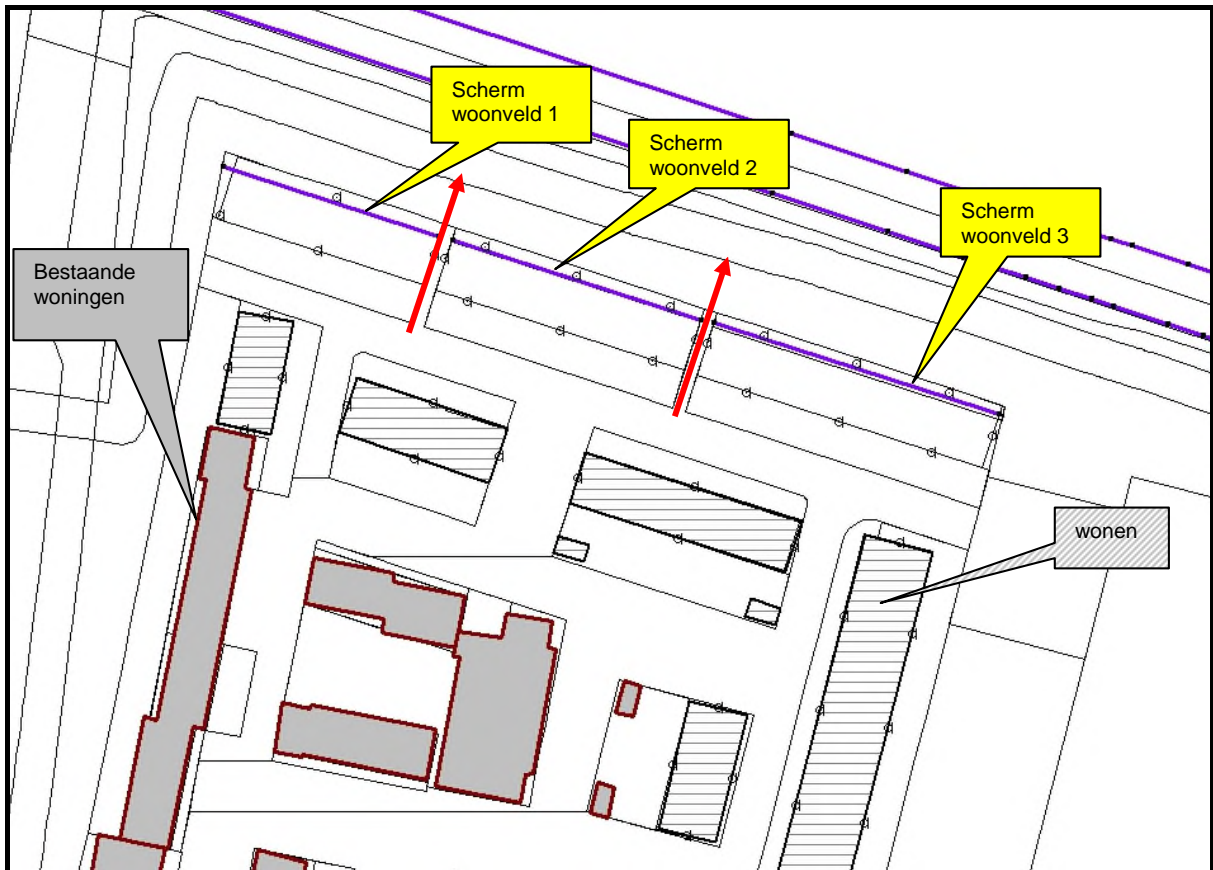 Scherm
woonveld 1
Scherm
woonveld 2
Scherm
woonveld 3
Bestaande
woningen
wonen